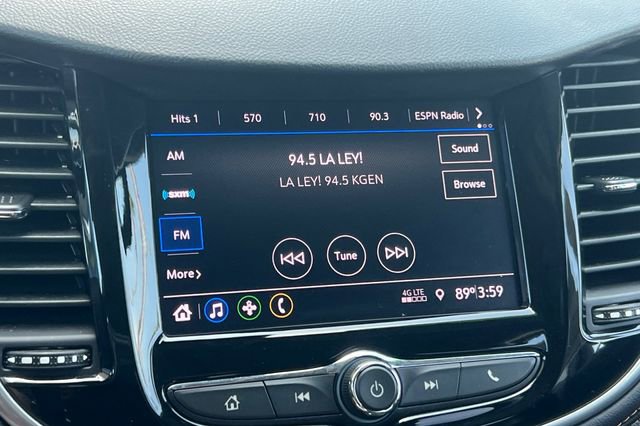 Hits 1 570 710 90.3 ESPN Radio
AM
94.5 LA LEY!
Sound
LA LEY! 94.5 KGEN
Browse
sxm
FM
Tune
More
4G LTE
89° 3:59